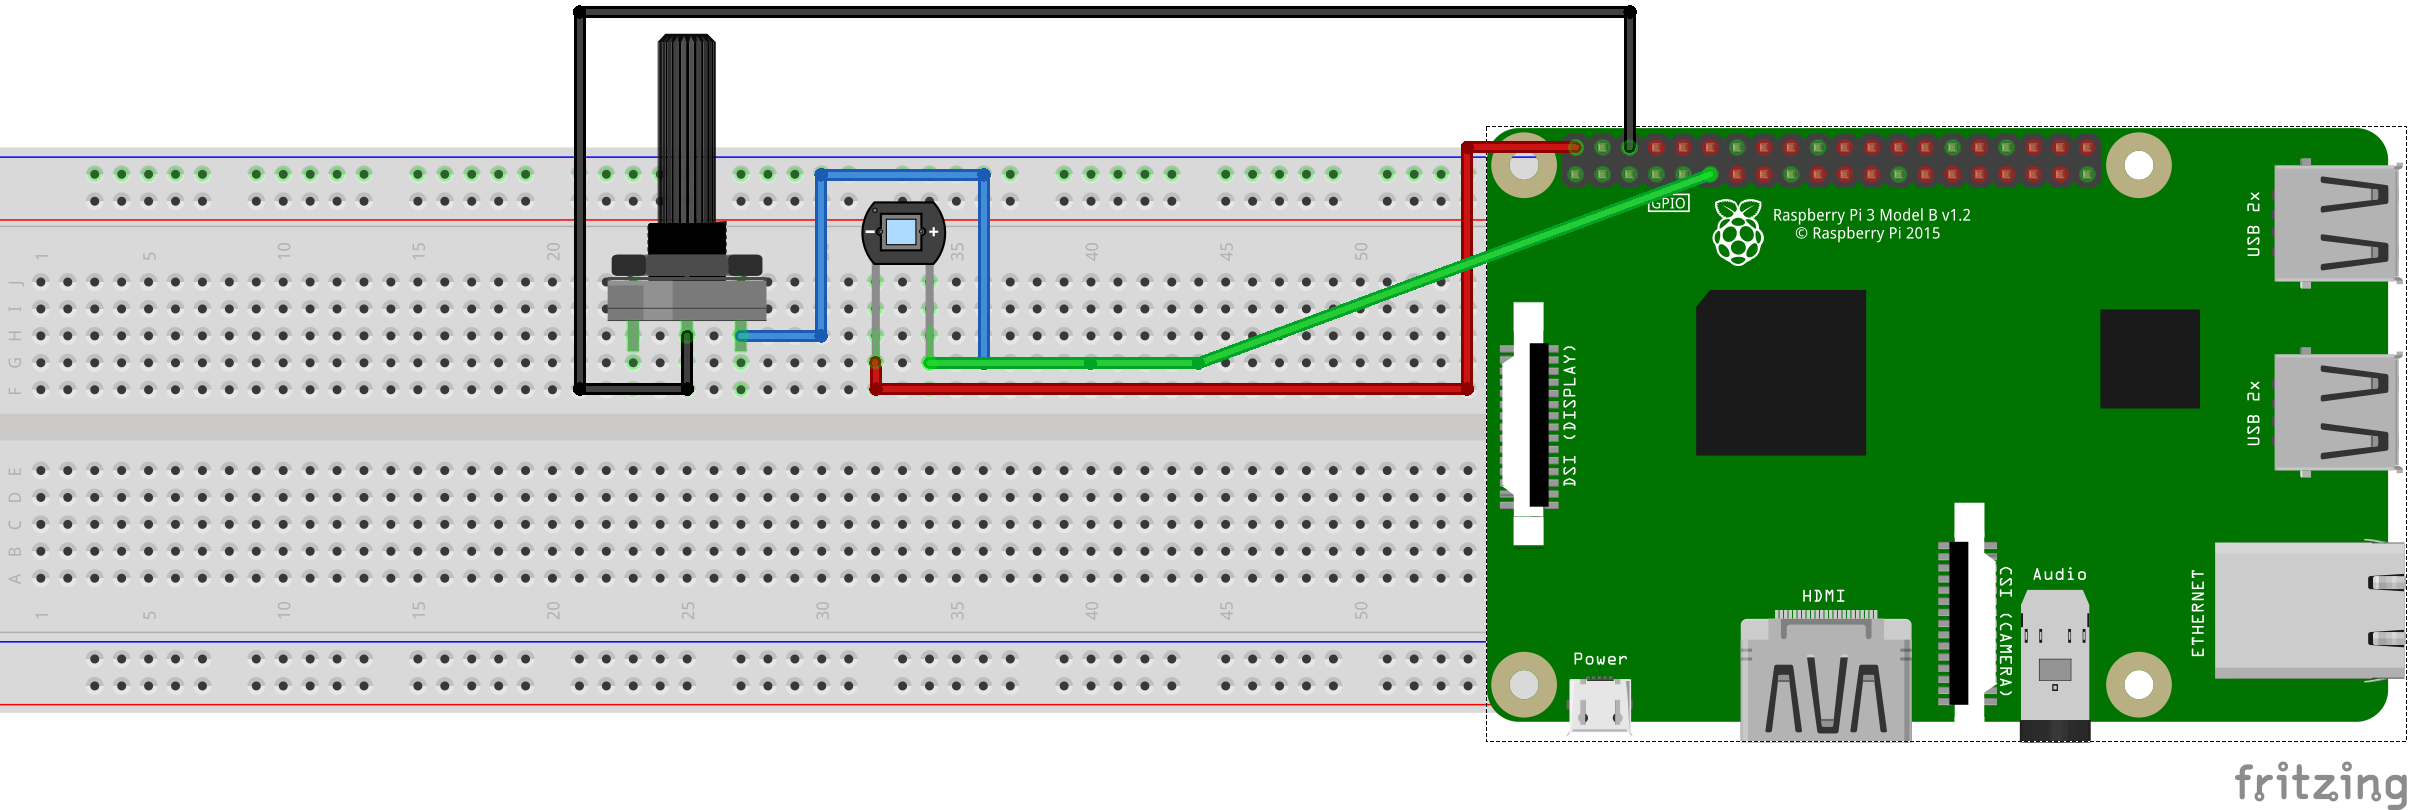 1 5 10 15 20 25 30 35 40 45 50
J
I
H
G
F
E
D
C
B
A
1 5 10 15 20 25 30 35 40 45 50
- +
GPIO
Raspberry Pi 3 Model B v1.2
© Raspberry Pi 2015
USB 2x
USB 2x
DSI (DISPLAY)
Power
HDMI
CSI (CAMERA)
Audio
ETHERNET
fritzing